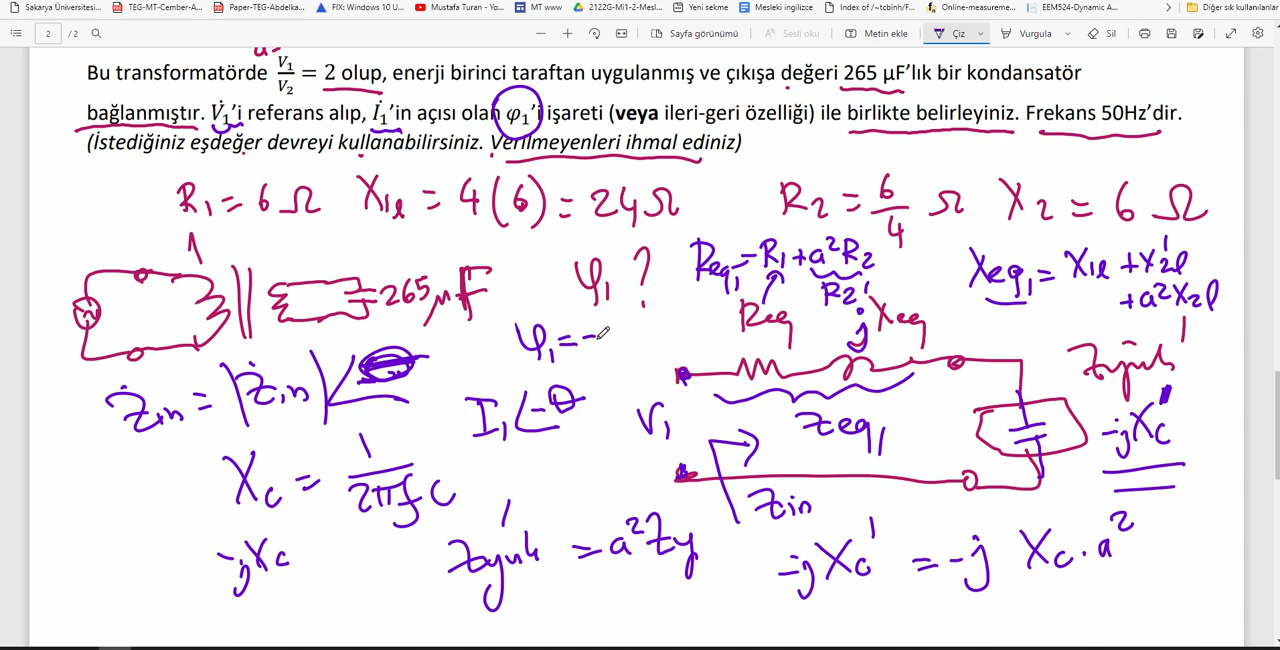 Sakarya Üniversitesi...
TEG-MT-Cember-A...
Paper-TEG-Abdelka...
FIX: Windows 10 U...
Mustafa Turan - Yo...
MT www
2122G-Mi1-2-Mesl...
Yeni sekme
Mesleki ingilizce
Index of /~tcbinh/F...
Online-measureme...
EEM524-Dynamic A...
Diğer sık kullanılanlar
2 / 2
Sayfa görünümü
Sesli oku
Metin ekle
Çiz
Vurgula
Sil
Bu transformatörde V1/V2 = 2 olup, enerji birinci taraftan uygulanmış ve çıkışa değeri 265 µF'lık bir kondansatör
bağlanmıştır. V̇1'i referans alıp, İ1'in açısı olan φ1'i işareti (veya ileri-geri özelliği) ile birlikte belirleyiniz. Frekans 50Hz'dir.
(İstediğiniz eşdeğer devreyi kullanabilirsiniz. Verilmeyenleri ihmal ediniz)
R1 = 6 Ω X1l = 4(6) = 24 Ω R2 = 6/4 Ω X2 = 6 Ω
265 µF
φ1 ?
Req1 = R1 + a²R2
R2'
Xeq1 = X1l + X2l'
+ a²X2l
Req
j Xeq
φ1 = -
Zyük'
Żin = |Żin|
I1 ∠-θ
V1
Zeq1
-jXc'
Xc = 1/2πfC
Zin
-jXc
Zyük' = a²Zy
-jXc' = -j Xc . a²